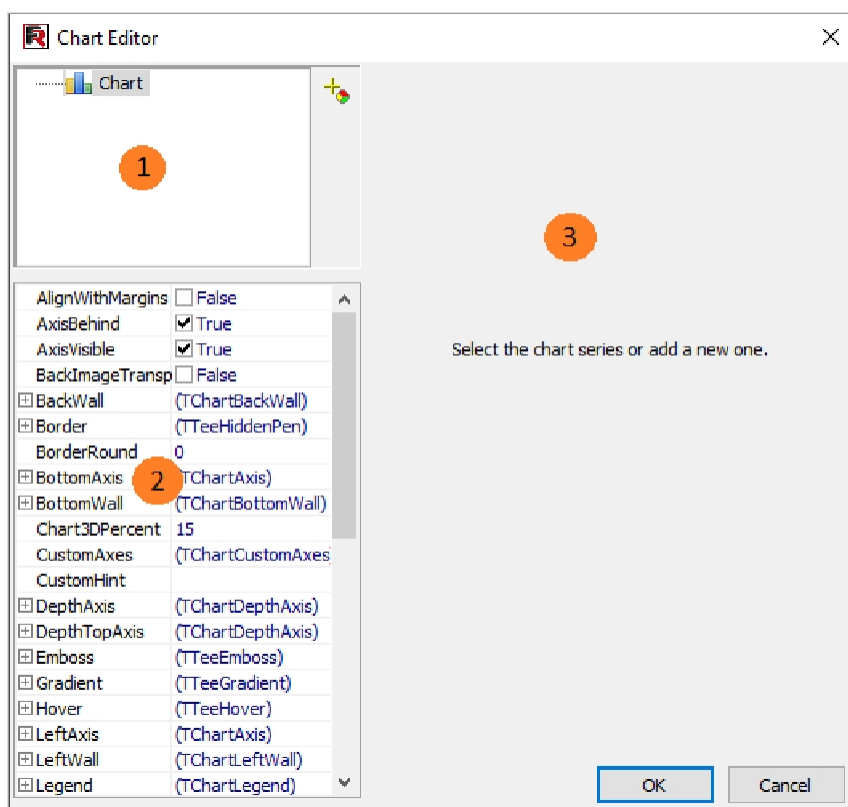 Chart Editor
Chart
1
3
AlignWithMargins False
AxisBehind True
AxisVisible True
Select the chart series or add a new one.
BackImageTransp False
BackWall (TChartBackWall)
Border (TTeeHiddenPen)
BorderRound 0
BottomAxis (TChartAxis)
2
BottomWall (TChartBottomWall)
Chart3DPercent 15
CustomAxes (TChartCustomAxes)
CustomHint
DepthAxis (TChartDepthAxis)
DepthTopAxis (TChartDepthAxis)
Emboss (TTeeEmboss)
Gradient (TTeeGradient)
Hover (TTeeHover)
LeftAxis (TChartAxis)
LeftWall (TChartLeftWall)
Legend (TChartLegend)
OK Cancel